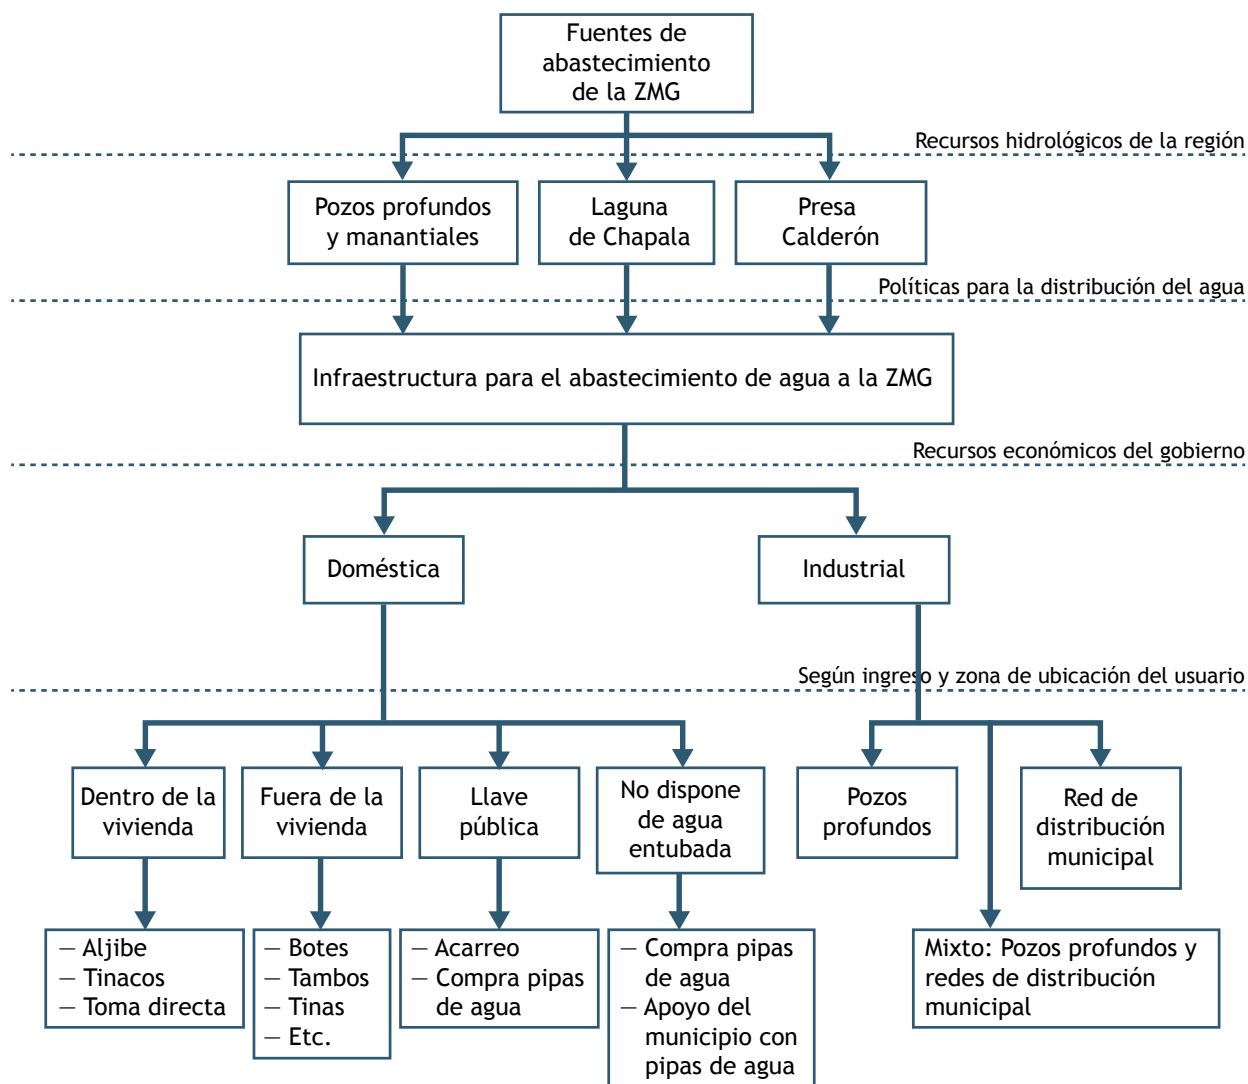 Fuentes de
abastecimiento
de la ZMG
Recursos hidrológicos de la región
Pozos profundos
y manantiales
Laguna
de Chapala
Presa
Calderón
Políticas para la distribución del agua
Infraestructura para el abastecimiento de agua a la ZMG
Recursos económicos del gobierno
Doméstica
Industrial
Según ingreso y zona de ubicación del usuario
Dentro de la
vivienda
Fuera de la
vivienda
Llave
pública
No dispone
de agua
entubada
Pozos
profundos
Red de
distribución
municipal
— Aljibe
— Tinacos
— Toma directa
— Botes
— Tambos
— Tinas
— Etc.
— Acarreo
— Compra pipas
de agua
— Compra pipas
de agua
— Apoyo del
municipio con
pipas de agua
Mixto: Pozos profundos y
redes de distribución
municipal